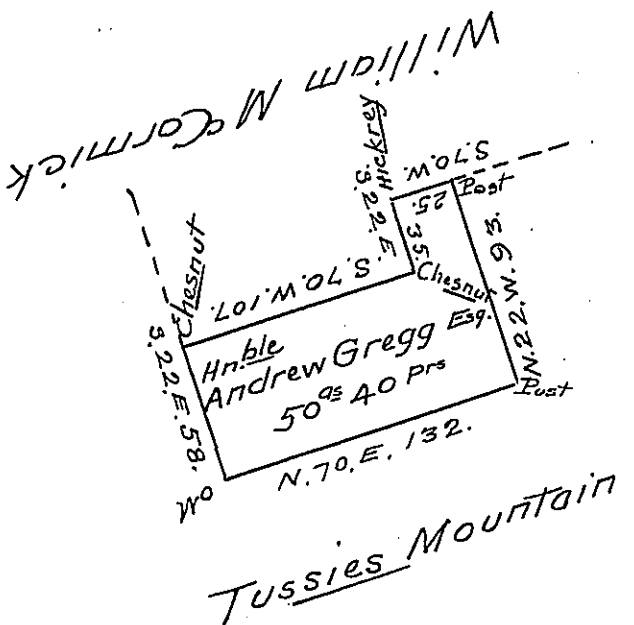 William McCormick
Hickrey
S.22.E. 35.
S.70.W. 25.
Post
Chesnut
S.70.W.107.
Chesnut
N.22.W.93.
S.22.E.58.
Hn.ble
Andrew Gregg Esq.
50as 40 Prs
Post
N.70.E.132.
Wo
Tussies Mountain